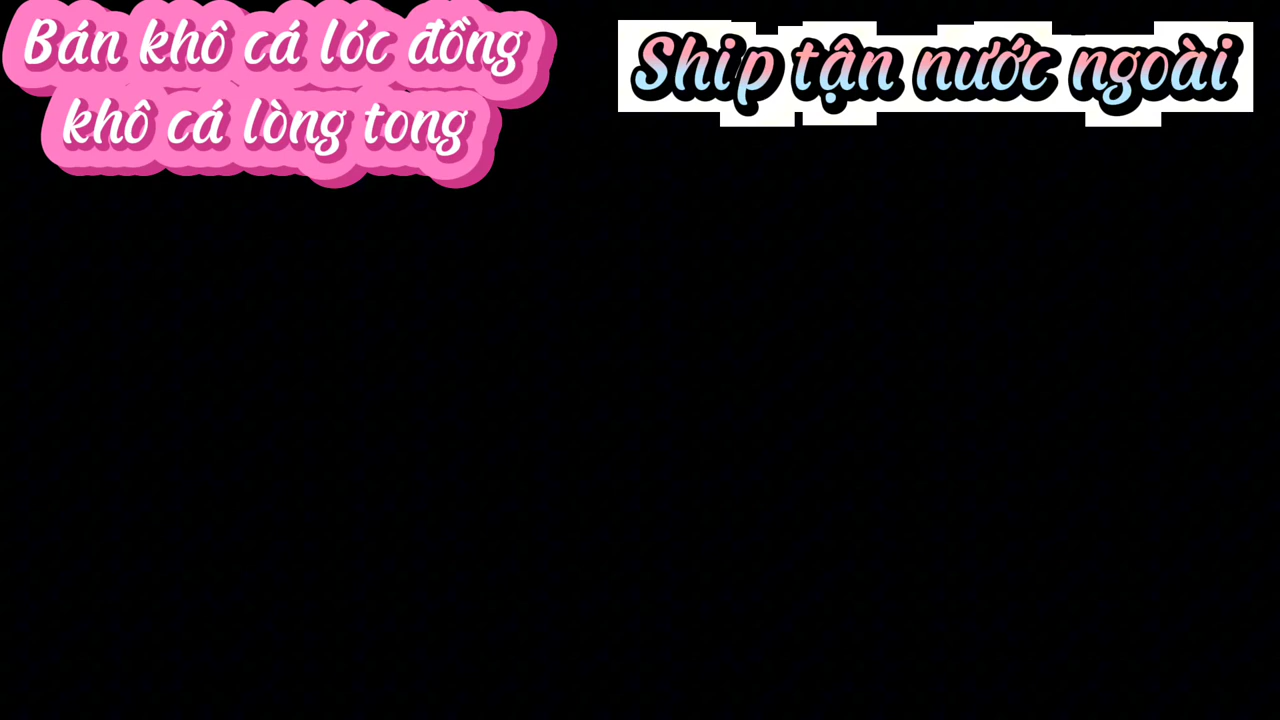 Bán khô cá lóc đồng
khô cá lòng tong
Ship tận nước ngoài